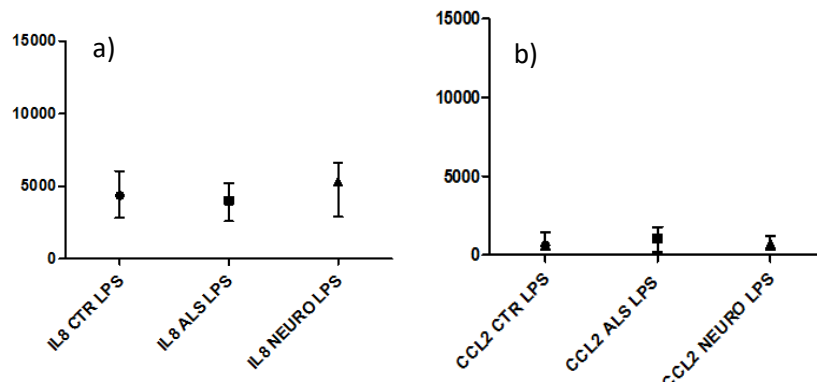 a)
15000
10000
5000
0
IL8 CTR LPS
IL8 ALS LPS
IL8 NEURO LPS
b)
15000
10000
5000
0
CCL2 CTR LPS
CCL2 ALS LPS
CCL2 NEURO LPS